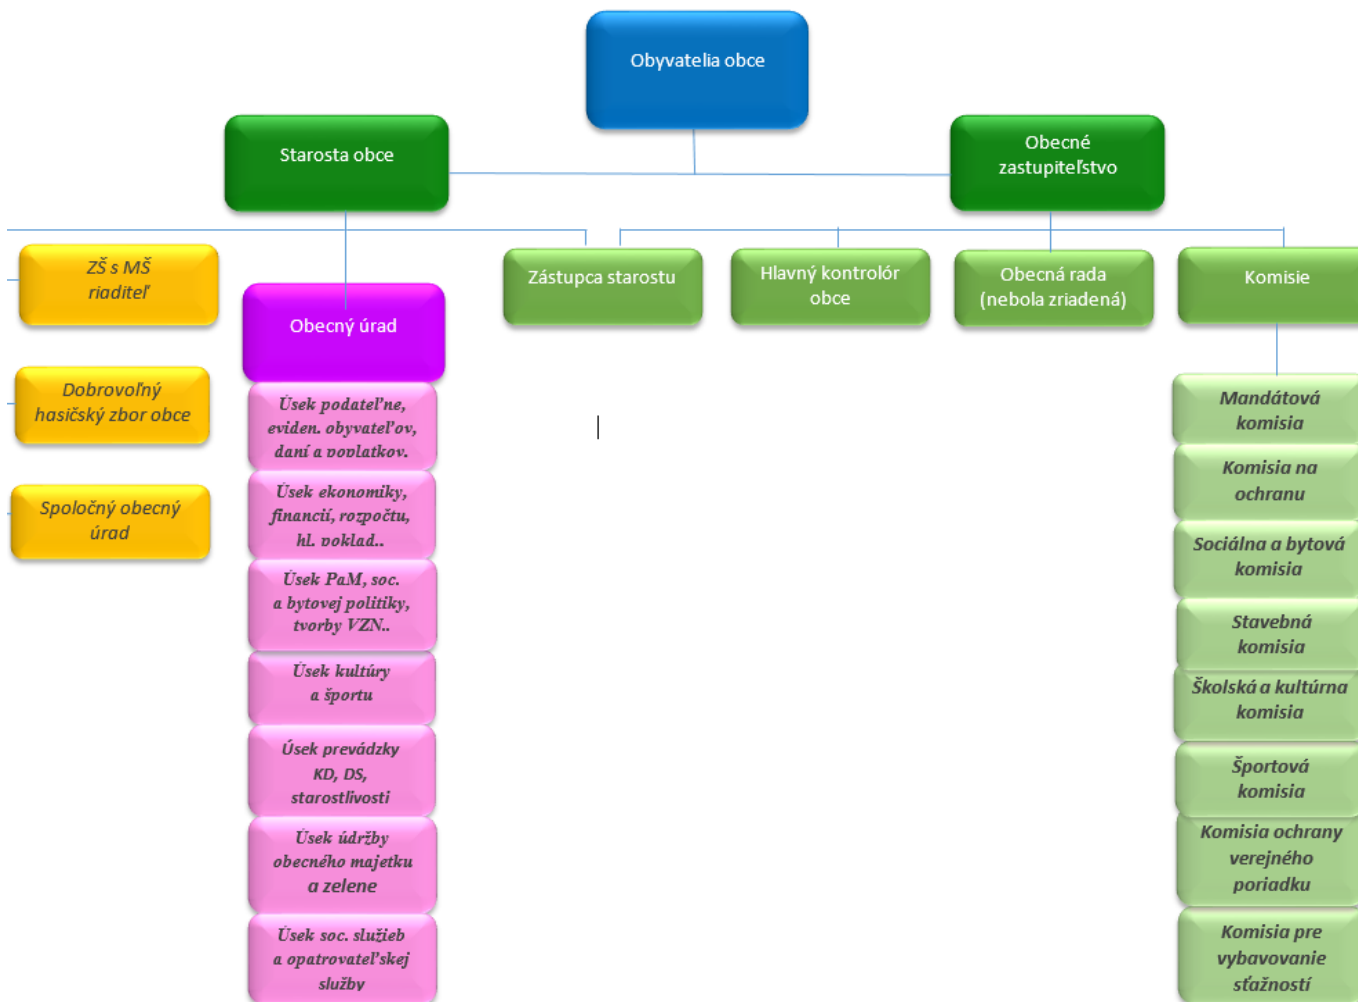 Obyvatelia obce
Starosta obce
Obecné
zastupiteľstvo
ZŠ s MŠ
riaditeľ
Dobrovoľný
hasičský zbor obce
Spoločný obecný
úrad
Zástupca starostu
Hlavný kontrolór
obce
Obecná rada
(nebola zriadená)
Komisie
Obecný úrad
Úsek podateľne,
eviden. obyvateľov,
daní a poplatkov.
Úsek ekonomiky,
financií, rozpočtu,
hl. poklad..
Úsek PaM, soc.
a bytovej politiky,
tvorby VZN..
Úsek kultúry
a športu
Úsek prevádzky
KD, DS,
starostlivosti
Úsek údržby
obecného majetku
a zelene
Úsek soc. služieb
a opatrovateľskej
služby
Mandátová
komisia
Komisia na
ochranu
Sociálna a bytová
komisia
Stavebná
komisia
Školská a kultúrna
komisia
Športová
komisia
Komisia ochrany
verejného
poriadku
Komisia pre
vybavovanie
sťažností